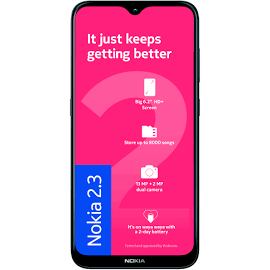 It just keeps
getting better
Big 6.2" HD+
Screen
Store up to 8000 songs
13 MP + 2 MP
dual camera
It's on ways ways with
a 2-day battery
Nokia 2.3
NOKIA